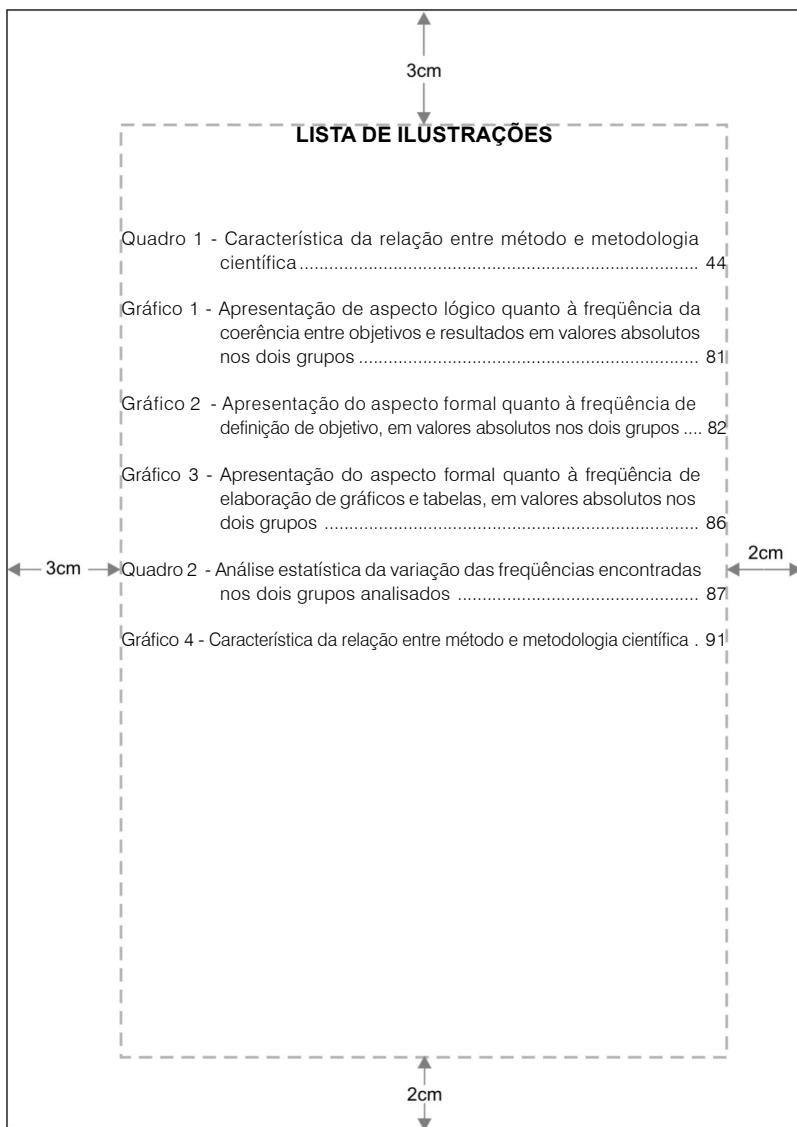 3cm
LISTA DE ILUSTRAÇÕES
Quadro 1 - Característica da relação entre método e metodologia
científica ................................................................................. 44
Gráfico 1 - Apresentação de aspecto lógico quanto à freqüência da
coerência entre objetivos e resultados em valores absolutos
nos dois grupos ..................................................................... 81
Gráfico 2 - Apresentação do aspecto formal quanto à freqüência de
definição de objetivo, em valores absolutos nos dois grupos .... 82
Gráfico 3 - Apresentação do aspecto formal quanto à freqüência de
elaboração de gráficos e tabelas, em valores absolutos nos
dois grupos ............................................................................ 86
3cm Quadro 2 - Análise estatística da variação das freqüências encontradas 2cm
nos dois grupos analisados ................................................. 87
Gráfico 4 - Característica da relação entre método e metodologia científica . 91
2cm